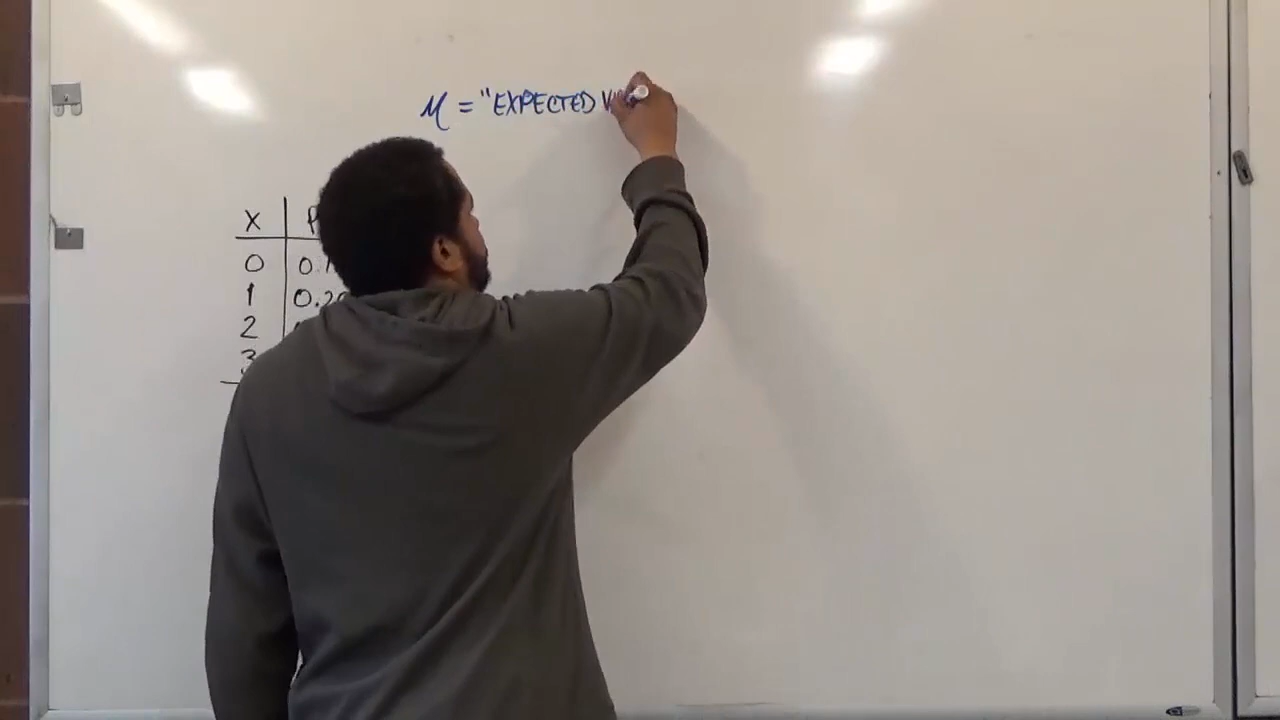 μ = "EXPECTED
X P
0 0.1
1 0.20
2
3